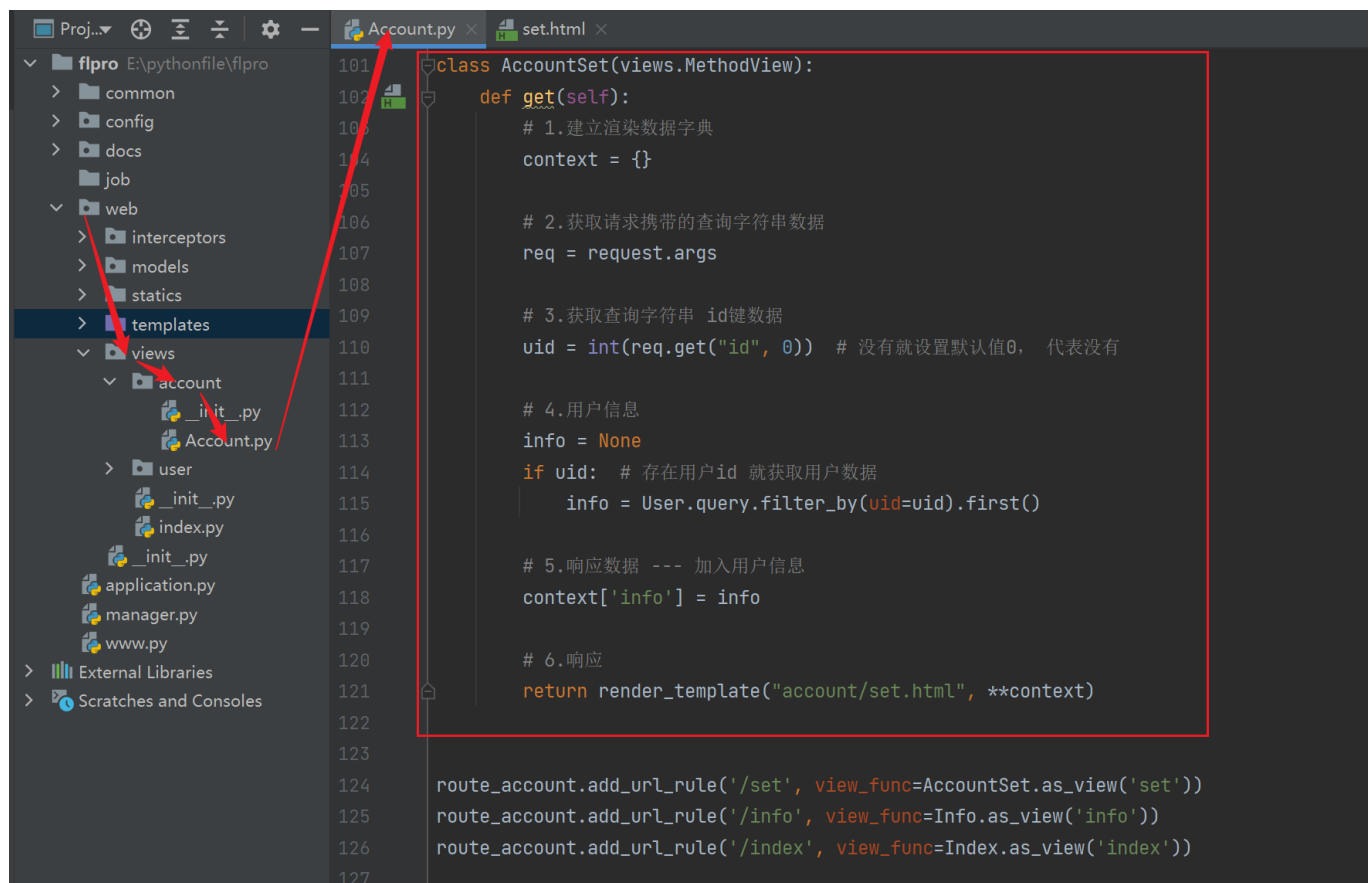 Proj...
Account.py
set.html
flpro E:\pythonfile\flpro
common
config
docs
job
web
interceptors
models
statics
templates
views
account
__init__.py
Account.py
user
__init__.py
index.py
__init__.py
application.py
manager.py
www.py
External Libraries
Scratches and Consoles
101 class AccountSet(views.MethodView):
102 def get(self):
103 # 1.建立渲染数据字典
104 context = {}
105
106 # 2.获取请求携带的查询字符串数据
107 req = request.args
108
109 # 3.获取查询字符串 id键数据
110 uid = int(req.get("id", 0)) # 没有就设置默认值0, 代表没有
111
112 # 4.用户信息
113 info = None
114 if uid: # 存在用户id 就获取用户数据
115 info = User.query.filter_by(uid=uid).first()
116
117 # 5.响应数据 --- 加入用户信息
118 context['info'] = info
119
120 # 6.响应
121 return render_template("account/set.html", **context)
122
123
124 route_account.add_url_rule('/set', view_func=AccountSet.as_view('set'))
125 route_account.add_url_rule('/info', view_func=Info.as_view('info'))
126 route_account.add_url_rule('/index', view_func=Index.as_view('index'))
127